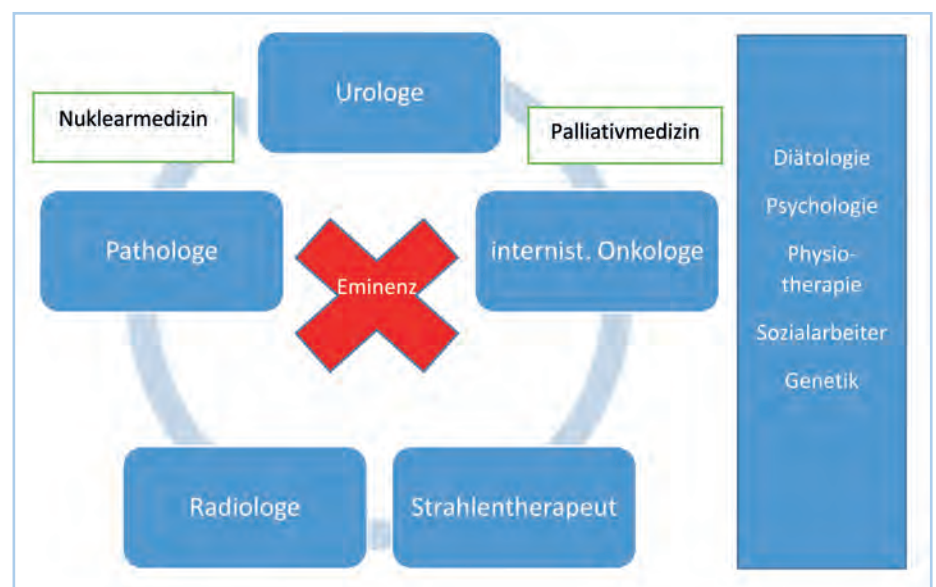 Urologe
Nuklearmedizin
Palliativmedizin
Pathologe
Eminenz
internist. Onkologe
Radiologe
Strahlentherapeut
Diätologie
Psychologie
Physio-
therapie
Sozialarbeiter
Genetik